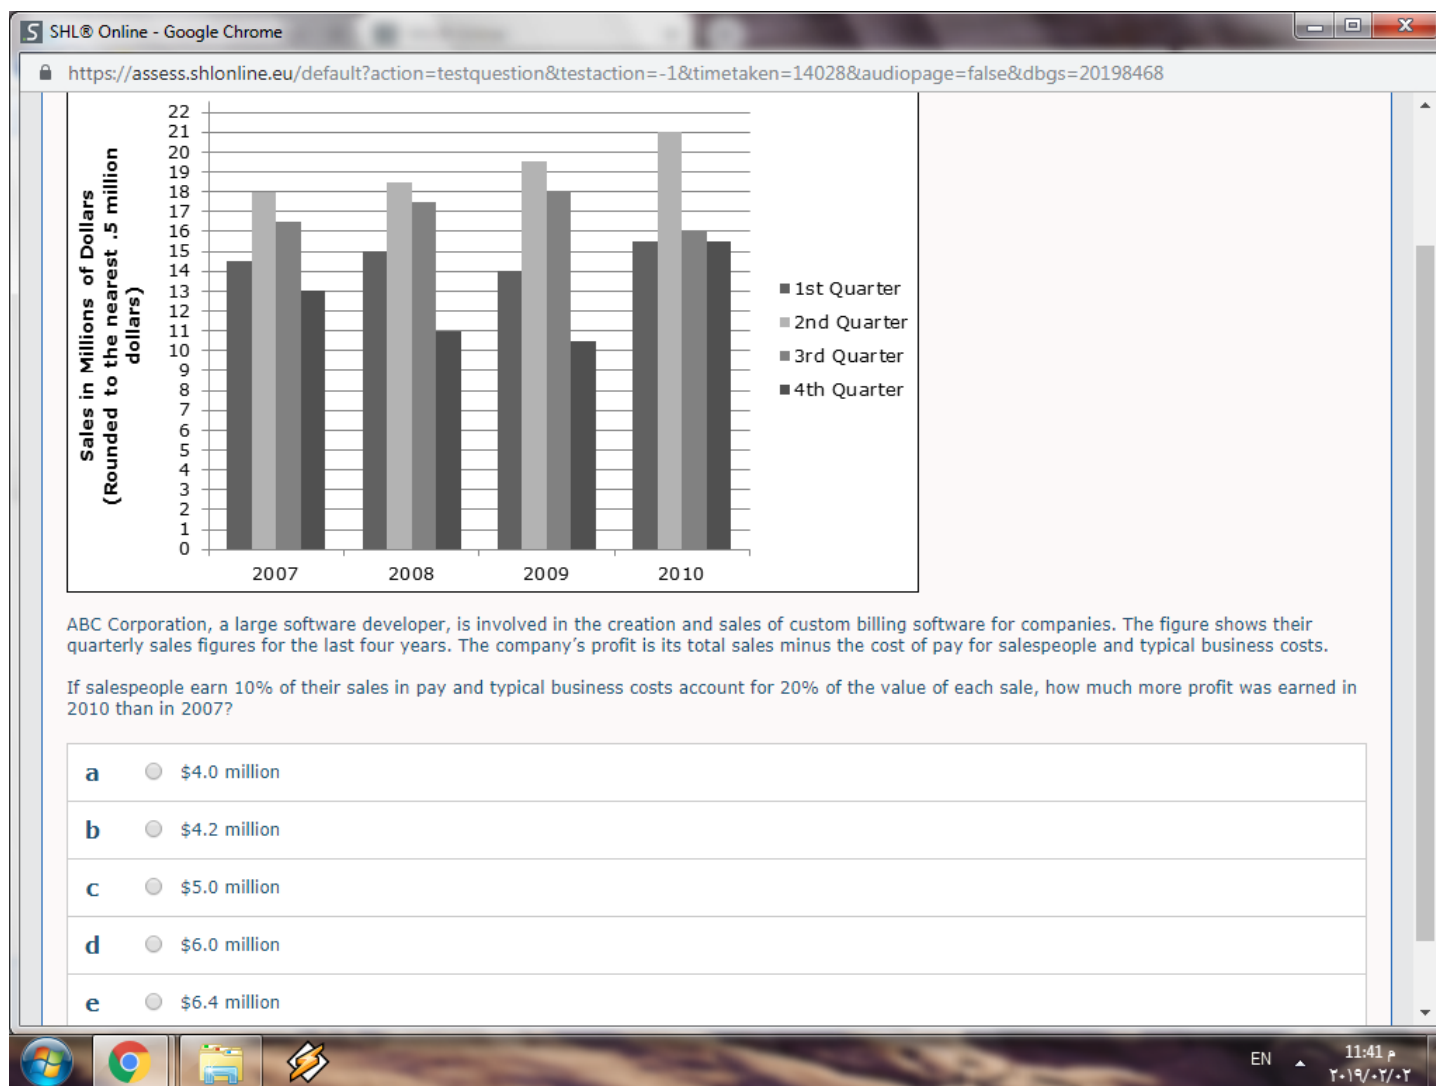 SHL® Online - Google Chrome
https://assess.shlonline.eu/default?action=testquestion&testaction=-1&timetaken=14028&audiopage=false&dbgs=20198468
Sales in Millions of Dollars
(Rounded to the nearest .5 million
dollars)
22
21
20
19
18
17
16
15
14
13
12
11
10
9
8
7
6
5
4
3
2
1
0
2007 2008 2009 2010
1st Quarter
2nd Quarter
3rd Quarter
4th Quarter
ABC Corporation, a large software developer, is involved in the creation and sales of custom billing software for companies. The figure shows their
quarterly sales figures for the last four years. The company's profit is its total sales minus the cost of pay for salespeople and typical business costs.
If salespeople earn 10% of their sales in pay and typical business costs account for 20% of the value of each sale, how much more profit was earned in
2010 than in 2007?
a $4.0 million
b $4.2 million
c $5.0 million
d $6.0 million
e $6.4 million
EN
11:41 م
٢٠١٩/٠٢/٠٢